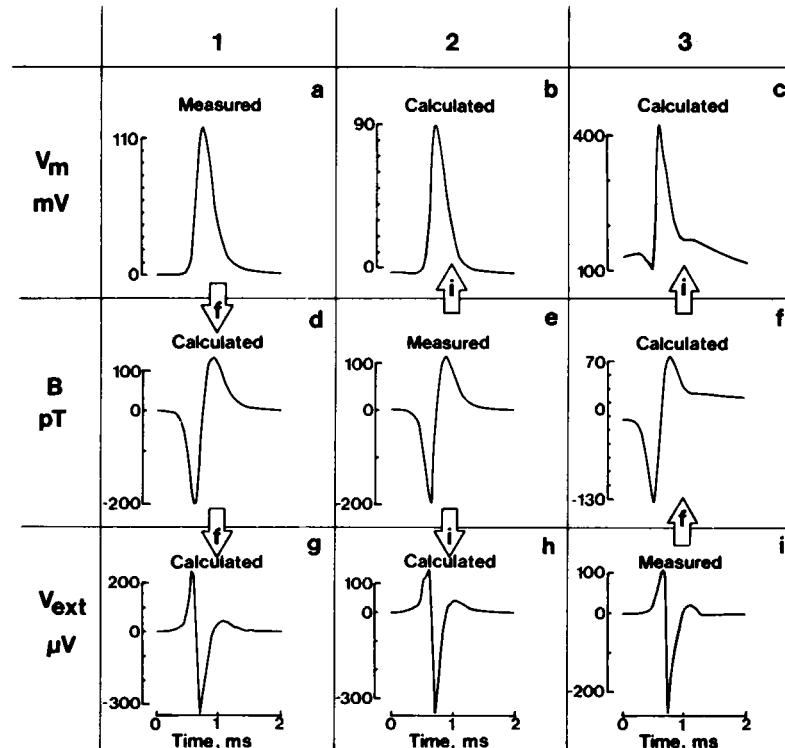 1 2 3
a b c
Measured Calculated Calculated
110 90 400
V_m
mV
0 0 100
f i i
d e f
Calculated Measured Calculated
100 100 70
0 0 0
B
pT
-200 -200 -130
f i f
g h i
Calculated Calculated Measured
200 100 100
0 0 0
V_ext
µV
-300 -300 -200
0 1 2 0 1 2 0 1 2
Time, ms Time, ms Time, ms